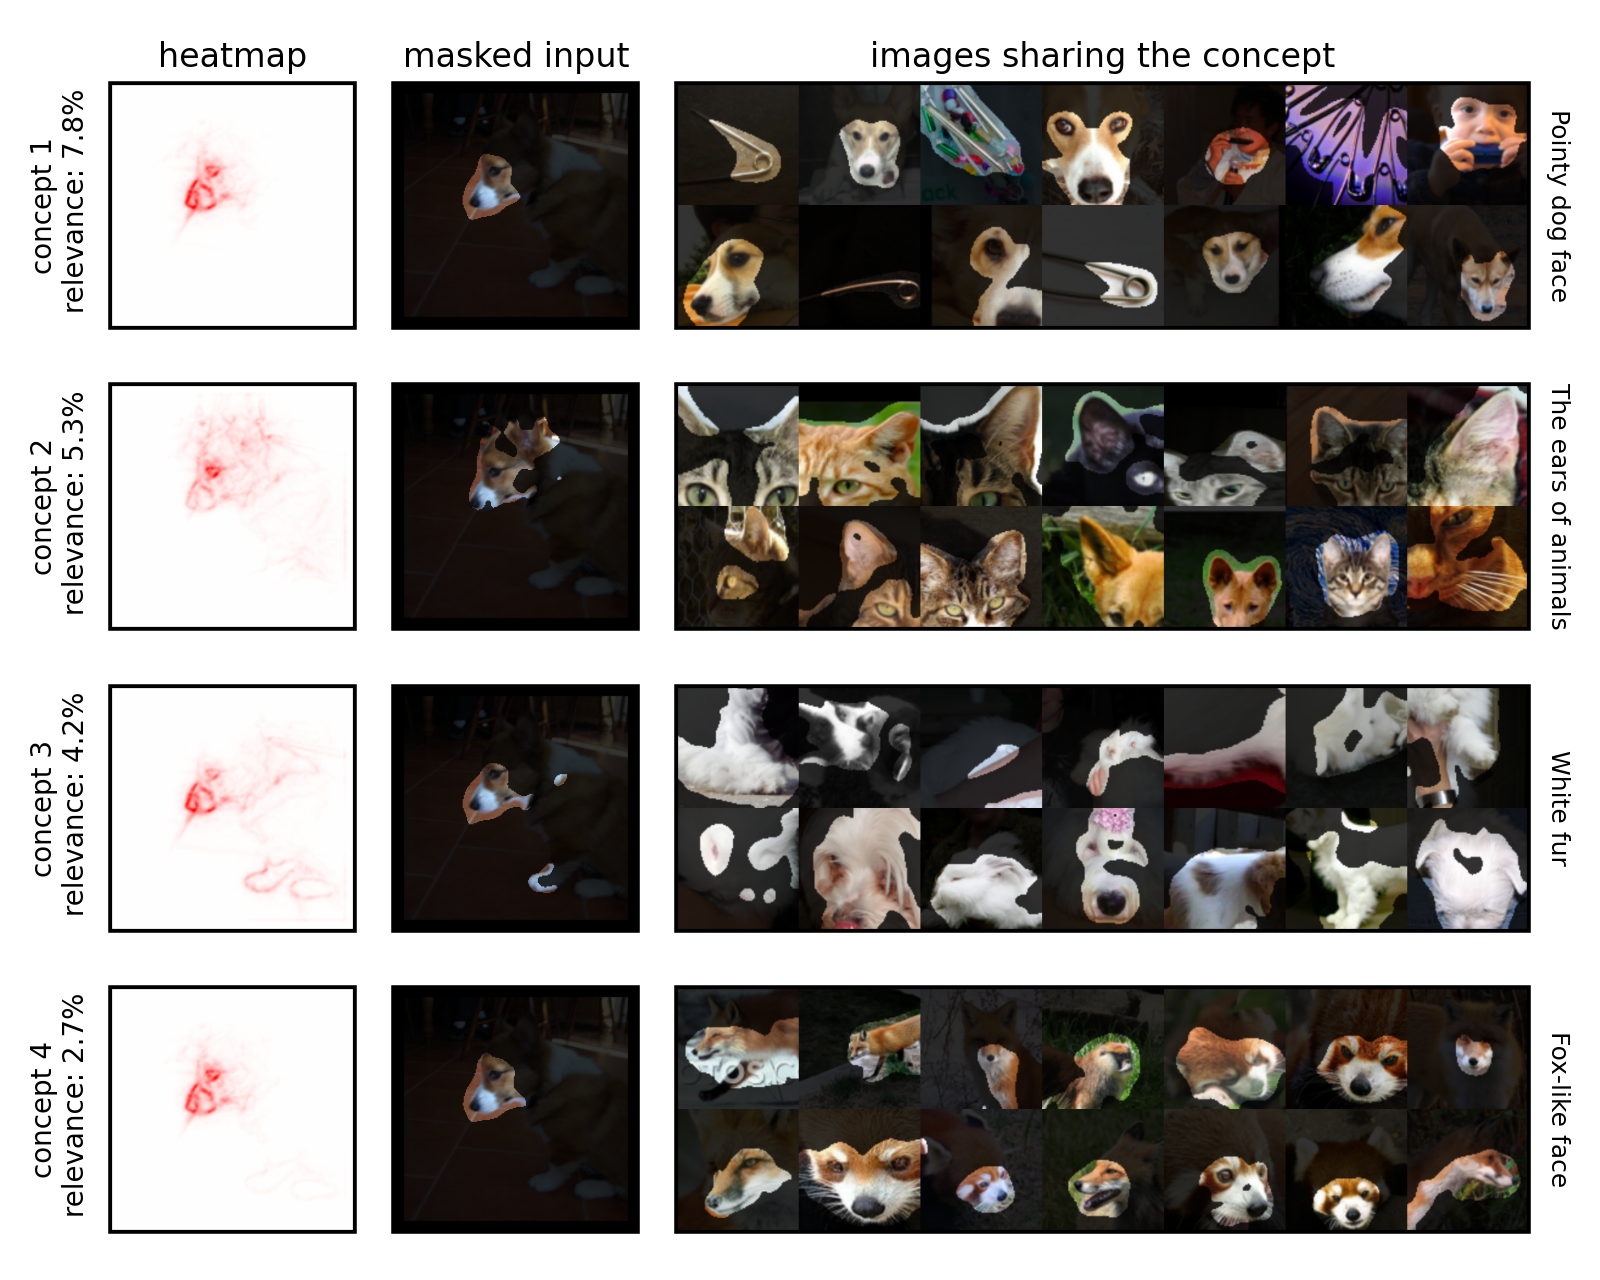 heatmap
masked input
images sharing the concept
concept 1
relevance: 7.8%
Pointy dog face
concept 2
relevance: 5.3%
The ears of animals
concept 3
relevance: 4.2%
White fur
concept 4
relevance: 2.7%
Fox-like face